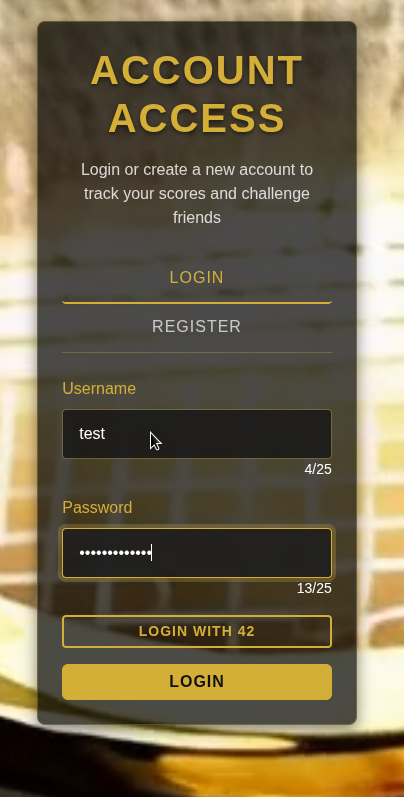 ACCOUNT
ACCESS
Login or create a new account to
track your scores and challenge
friends
LOGIN
REGISTER
Username
test
4/25
Password
•••••••••••••
13/25
LOGIN WITH 42
LOGIN